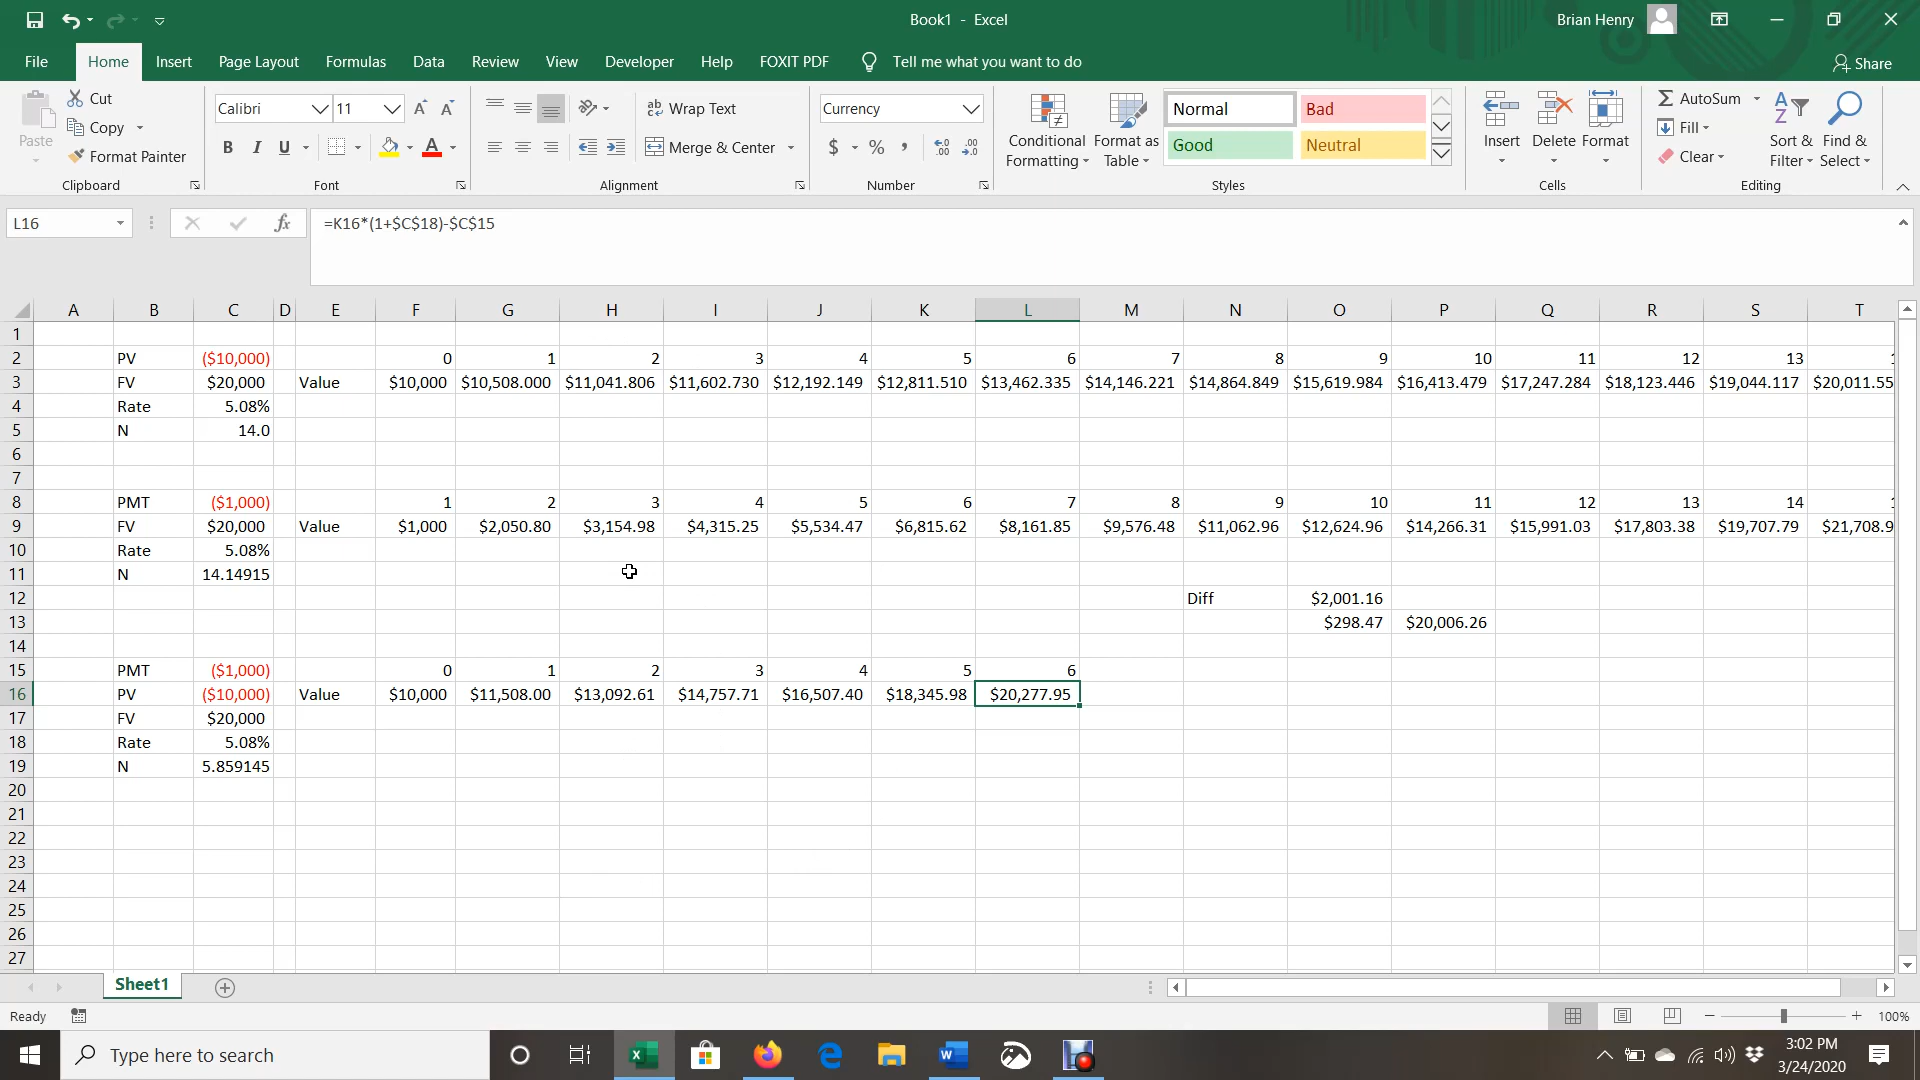 Book1 - Excel
Brian Henry
File Home Insert Page Layout Formulas Data Review View Developer Help FOXIT PDF Tell me what you want to do Share
Paste
Cut
Copy
Format Painter
Clipboard
Calibri 11 A A
B I U A
Font
ab Wrap Text
Merge & Center
Alignment
Currency
$ % , .00 .00
Number
Conditional Formatting
Format as Table
Normal Bad
Good Neutral
Styles
Insert Delete Format
Cells
AutoSum
Fill
Clear
Sort & Filter
Find & Select
Editing
L16 fx =K16*(1+$C$18)-$C$15
A B C D E F G H I J K L M N O P Q R S T
1
2 PV ($10,000) 0 1 2 3 4 5 6 7 8 9 10 11 12 13
3 FV $20,000 Value $10,000 $10,508.000 $11,041.806 $11,602.730 $12,192.149 $12,811.510 $13,462.335 $14,146.221 $14,864.849 $15,619.984 $16,413.479 $17,247.284 $18,123.446 $19,044.117 $20,011.55
4 Rate 5.08%
5 N 14.0
6
7
8 PMT ($1,000) 1 2 3 4 5 6 7 8 9 10 11 12 13 14
9 FV $20,000 Value $1,000 $2,050.80 $3,154.98 $4,315.25 $5,534.47 $6,815.62 $8,161.85 $9,576.48 $11,062.96 $12,624.96 $14,266.31 $15,991.03 $17,803.38 $19,707.79 $21,708.9
10 Rate 5.08%
11 N 14.14915
12 Diff $2,001.16
13 $298.47 $20,006.26
14
15 PMT ($1,000) 0 1 2 3 4 5 6
16 PV ($10,000) Value $10,000 $11,508.00 $13,092.61 $14,757.71 $16,507.40 $18,345.98 $20,277.95
17 FV $20,000
18 Rate 5.08%
19 N 5.859145
20
21
22
23
24
25
26
27
Sheet1
Ready 100%
Type here to search
3:02 PM
3/24/2020